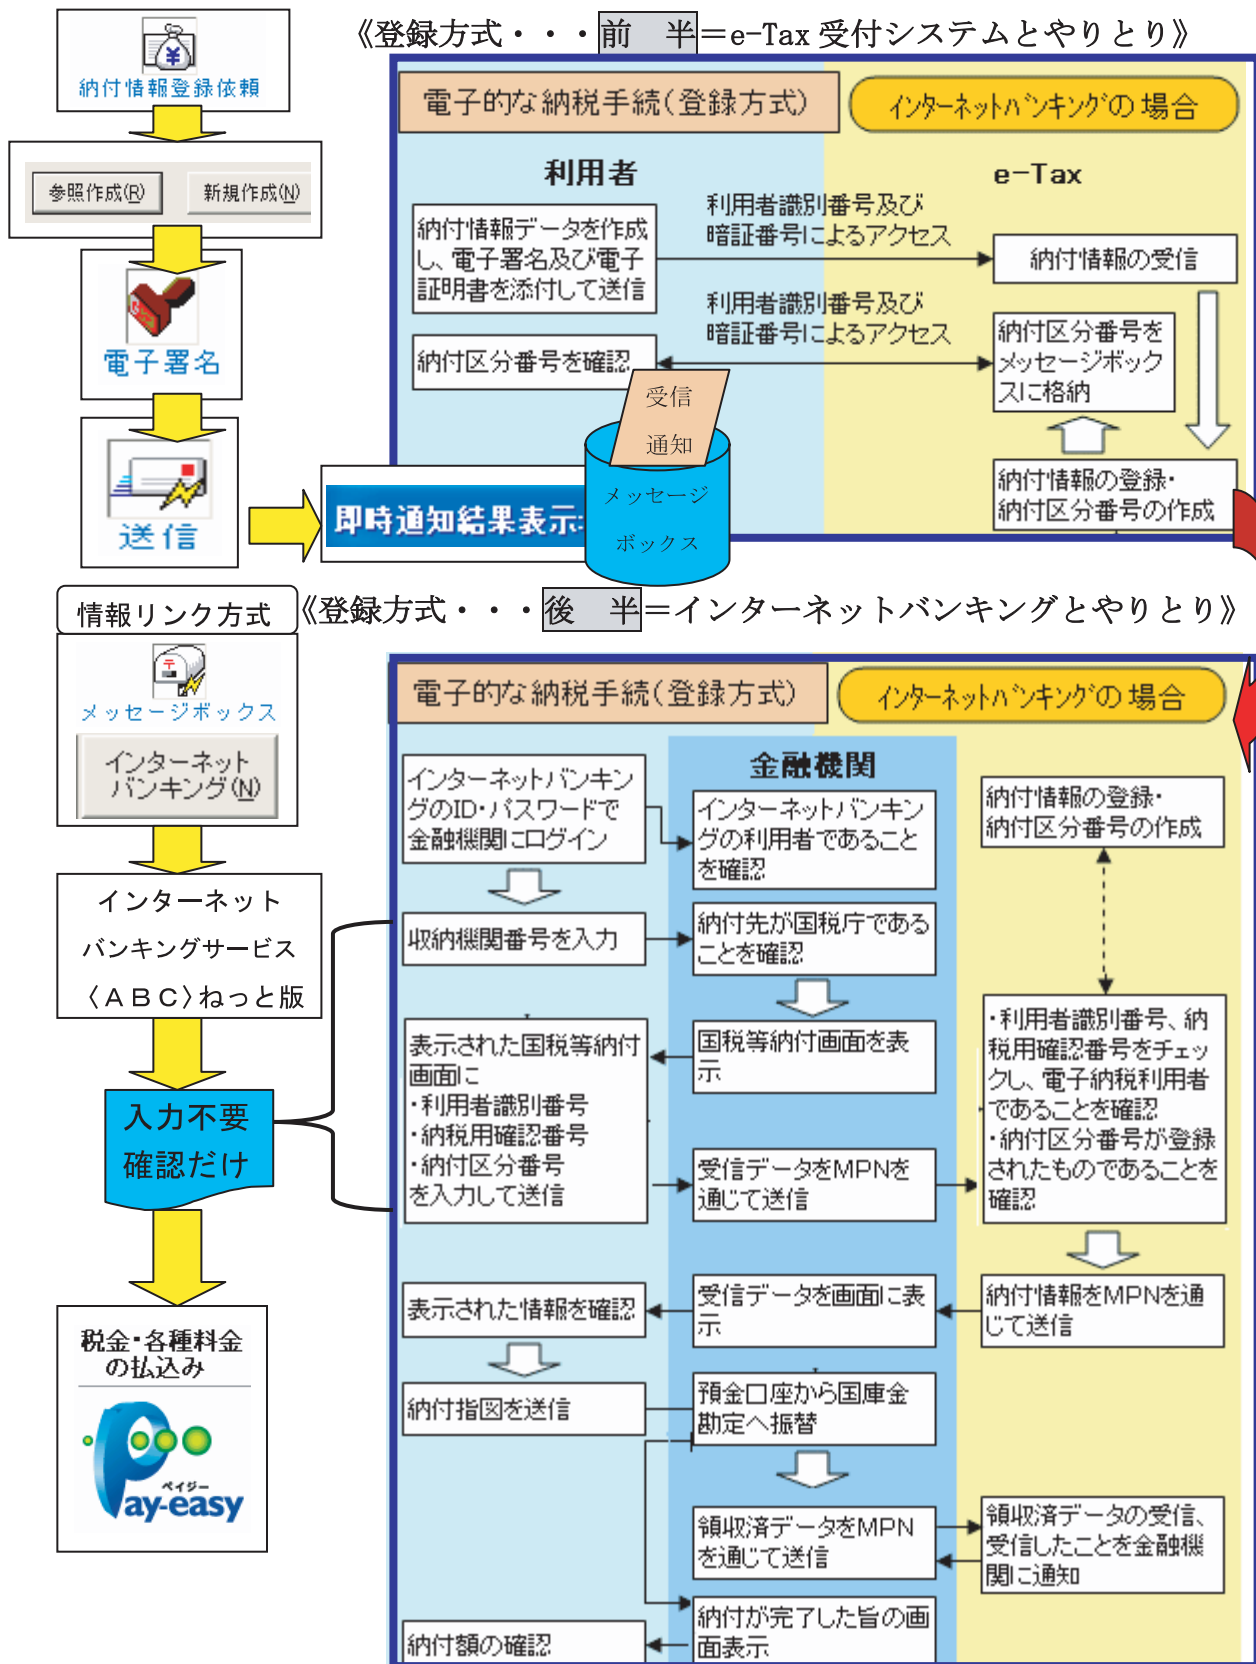 《登録方式・・・前　半＝e-Tax 受付システムとやりとり》
納付情報登録依頼
参照作成(R)
新規作成(N)
電子署名
送信
電子的な納税手続(登録方式)
インターネットバンキングの場合
利用者
e-Tax
納付情報データを作成
し、電子署名及び電子
証明書を添付して送信
利用者識別番号及び
暗証番号によるアクセス
納付情報の受信
利用者識別番号及び
暗証番号によるアクセス
納付区分番号を確認
納付区分番号を
メッセージボック
スに格納
受信
通知
メッセージ
ボックス
即時通知結果表示
納付情報の登録・
納付区分番号の作成
《登録方式・・・後　半＝インターネットバンキングとやりとり》
情報リンク方式
メッセージボックス
インターネット
バンキング(N)
インターネット
バンキングサービス
〈ＡＢＣ〉ねっと版
入力不要
確認だけ
税金・各種料金
の払込み
ペイジー
Pay-easy
電子的な納税手続(登録方式)
インターネットバンキングの場合
金融機関
インターネットバンキン
グのID・パスワードで
金融機関にログイン
インターネットバンキン
グの利用者であること
を確認
納付情報の登録・
納付区分番号の作成
収納機関番号を入力
納付先が国税庁である
ことを確認
表示された国税等納付
画面に
・利用者識別番号
・納税用確認番号
・納付区分番号
を入力して送信
国税等納付画面を表
示
・利用者識別番号、納
税用確認番号をチェッ
クし、電子納税利用者
であることを確認
・納付区分番号が登録
されたものであることを
確認
受信データをMPNを
通じて送信
表示された情報を確認
受信データを画面に表
示
納付情報をMPNを通
じて送信
納付指図を送信
預金口座から国庫金
勘定へ振替
領収済データをMPN
を通じて送信
領収済データの受信、
受信したことを金融機
関に通知
納付額の確認
納付が完了した旨の画
面表示